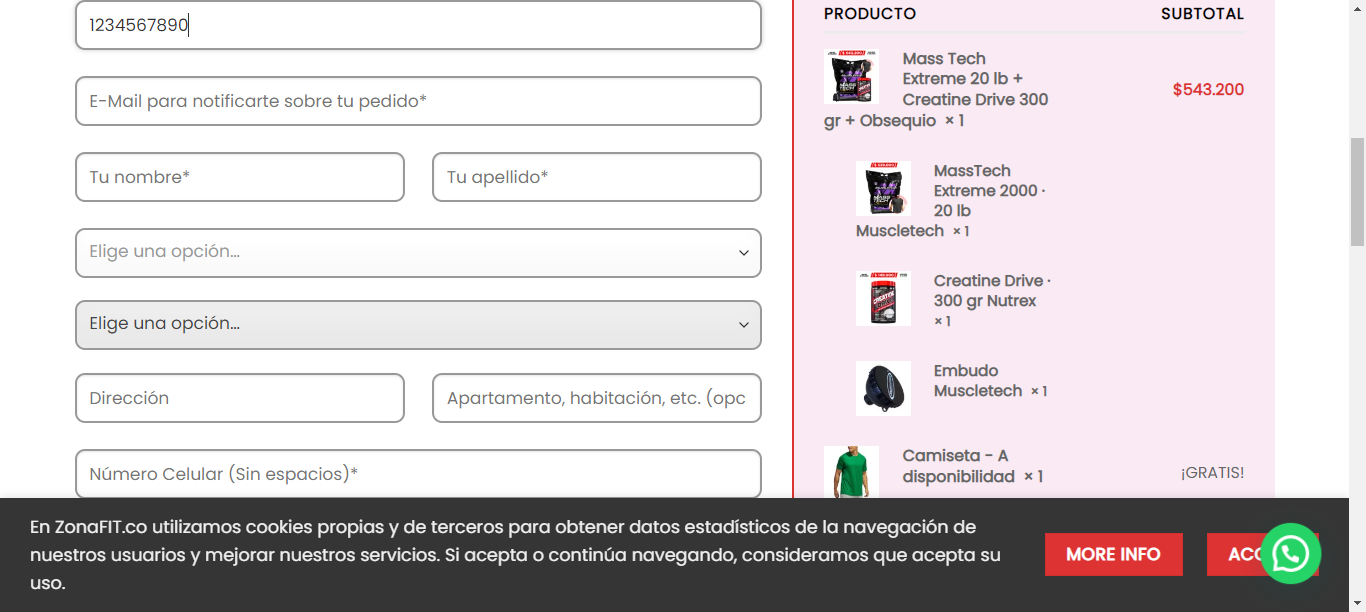 1234567890
E-Mail para notificarte sobre tu pedido*
Tu nombre*
Tu apellido*
Elige una opción...
Elige una opción...
Dirección
Apartamento, habitación, etc. (opc
Número Celular (Sin espacios)*
PRODUCTO
SUBTOTAL
Mass Tech
Extreme 20 lb +
Creatine Drive 300
gr + Obsequio × 1
$543.200
MassTech
Extreme 2000 ·
20 lb
Muscletech × 1
Creatine Drive ·
300 gr Nutrex
× 1
Embudo
Muscletech × 1
Camiseta - A
disponibilidad × 1
¡GRATIS!
En ZonaFIT.co utilizamos cookies propias y de terceros para obtener datos estadísticos de la navegación de
nuestros usuarios y mejorar nuestros servicios. Si acepta o continúa navegando, consideramos que acepta su
uso.
MORE INFO